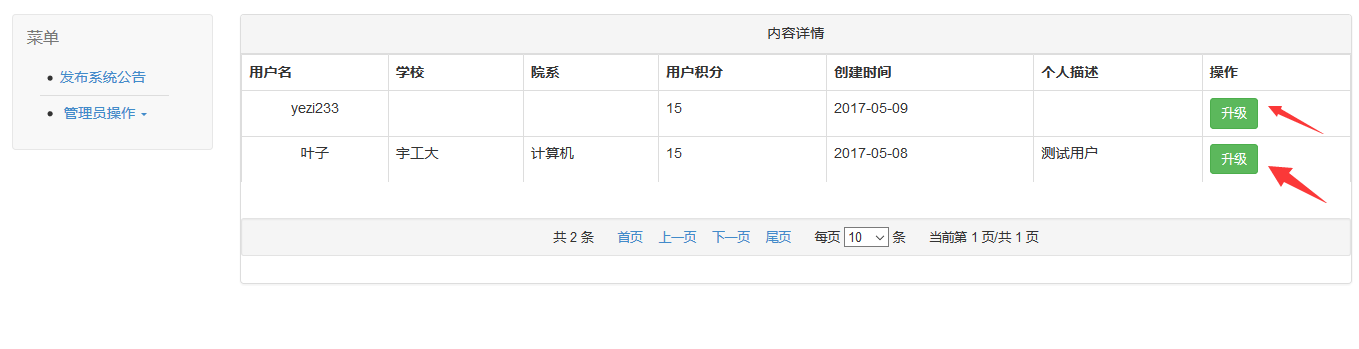 菜单
发布系统公告
管理员操作
内容详情
用户名 学校 院系 用户积分 创建时间 个人描述 操作
yezi233 15 2017-05-09 升级
叶子 宇工大 计算机 15 2017-05-08 测试用户 升级
共 2 条 首页 上一页 下一页 尾页 每页 10 条 当前第 1 页/共 1 页